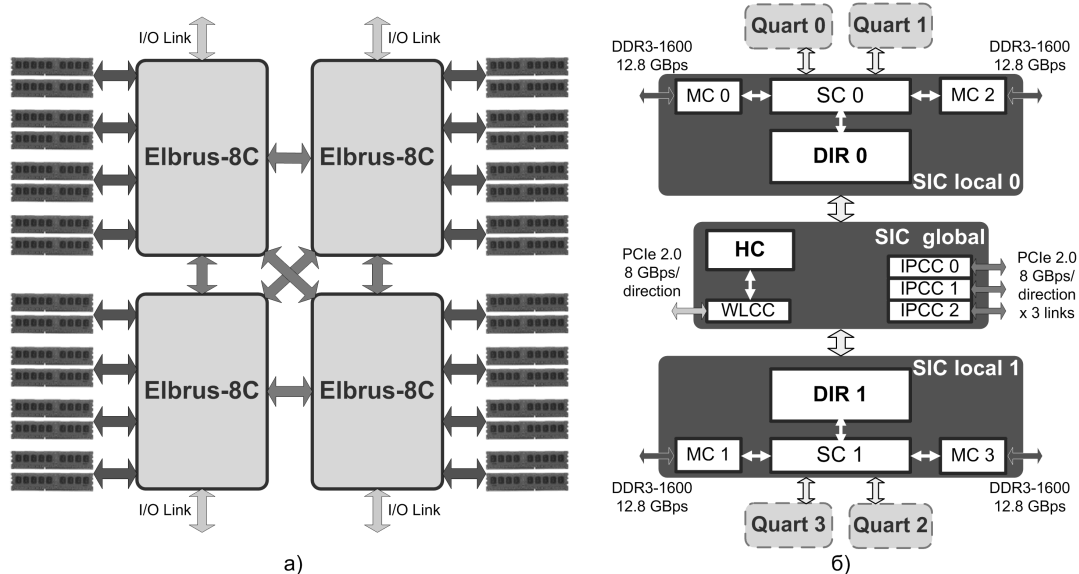 I/O Link
I/O Link
Elbrus-8C
Elbrus-8C
Elbrus-8C
Elbrus-8C
I/O Link
I/O Link
а)
Quart 0
Quart 1
DDR3-1600
12.8 GBps
DDR3-1600
12.8 GBps
MC 0
SC 0
MC 2
DIR 0
SIC local 0
SIC global
PCIe 2.0
8 GBps/
direction
HC
WLCC
IPCC 0
IPCC 1
IPCC 2
PCIe 2.0
8 GBps/
direction
x 3 links
SIC local 1
DIR 1
MC 1
SC 1
MC 3
DDR3-1600
12.8 GBps
DDR3-1600
12.8 GBps
Quart 3
Quart 2
б)